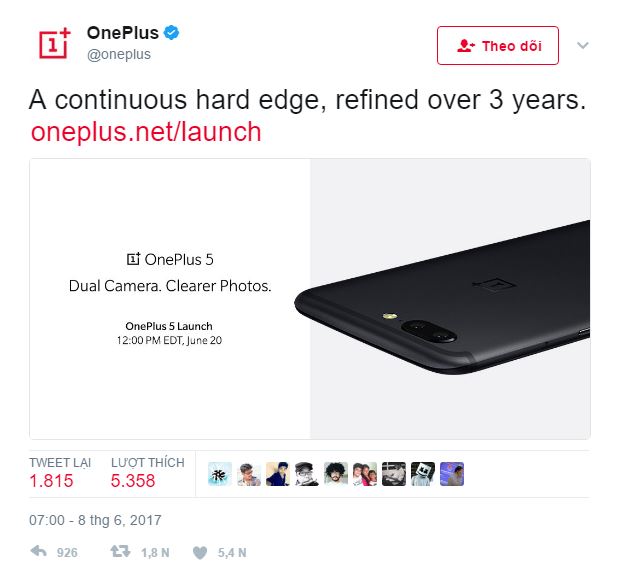 OnePlus
@oneplus
Theo dõi
A continuous hard edge, refined over 3 years.
oneplus.net/launch
OnePlus 5
Dual Camera. Clearer Photos.
OnePlus 5 Launch
12:00 PM EDT, June 20
TWEET LẠI LƯỢT THÍCH
1.815 5.358
07:00 - 8 thg 6, 2017
926 1,8 N 5,4 N